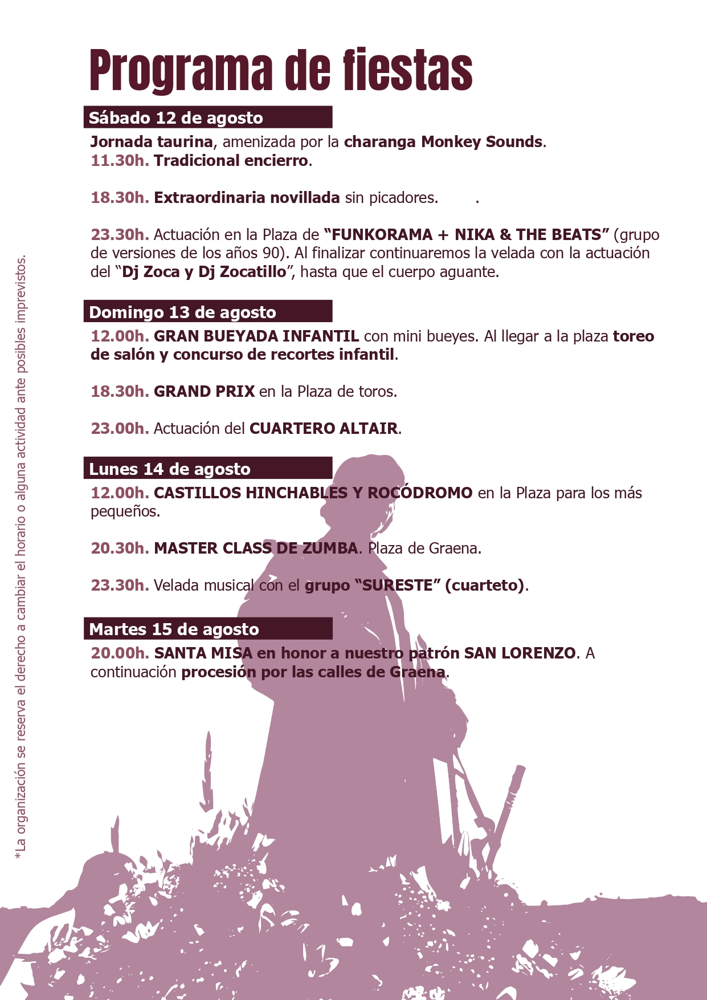 Programa de fiestas
Sábado 12 de agosto
Jornada taurina, amenizada por la charanga Monkey Sounds.
11.30h. Tradicional encierro.
18.30h. Extraordinaria novillada sin picadores. .
23.30h. Actuación en la Plaza de “FUNKORAMA + NIKA & THE BEATS” (grupo
de versiones de los años 90). Al finalizar continuaremos la velada con la actuación
del “Dj Zoca y Dj Zocatillo”, hasta que el cuerpo aguante.
Domingo 13 de agosto
12.00h. GRAN BUEYADA INFANTIL con mini bueyes. Al llegar a la plaza toreo
de salón y concurso de recortes infantil.
18.30h. GRAND PRIX en la Plaza de toros.
23.00h. Actuación del CUARTERO ALTAIR.
Lunes 14 de agosto
12.00h. CASTILLOS HINCHABLES Y ROCÓDROMO en la Plaza para los más
pequeños.
20.30h. MASTER CLASS DE ZUMBA. Plaza de Graena.
23.30h. Velada musical con el grupo “SURESTE” (cuarteto).
Martes 15 de agosto
20.00h. SANTA MISA en honor a nuestro patrón SAN LORENZO. A
continuación procesión por las calles de Graena.
*La organización se reserva el derecho a cambiar el horario o alguna actividad ante posibles imprevistos.